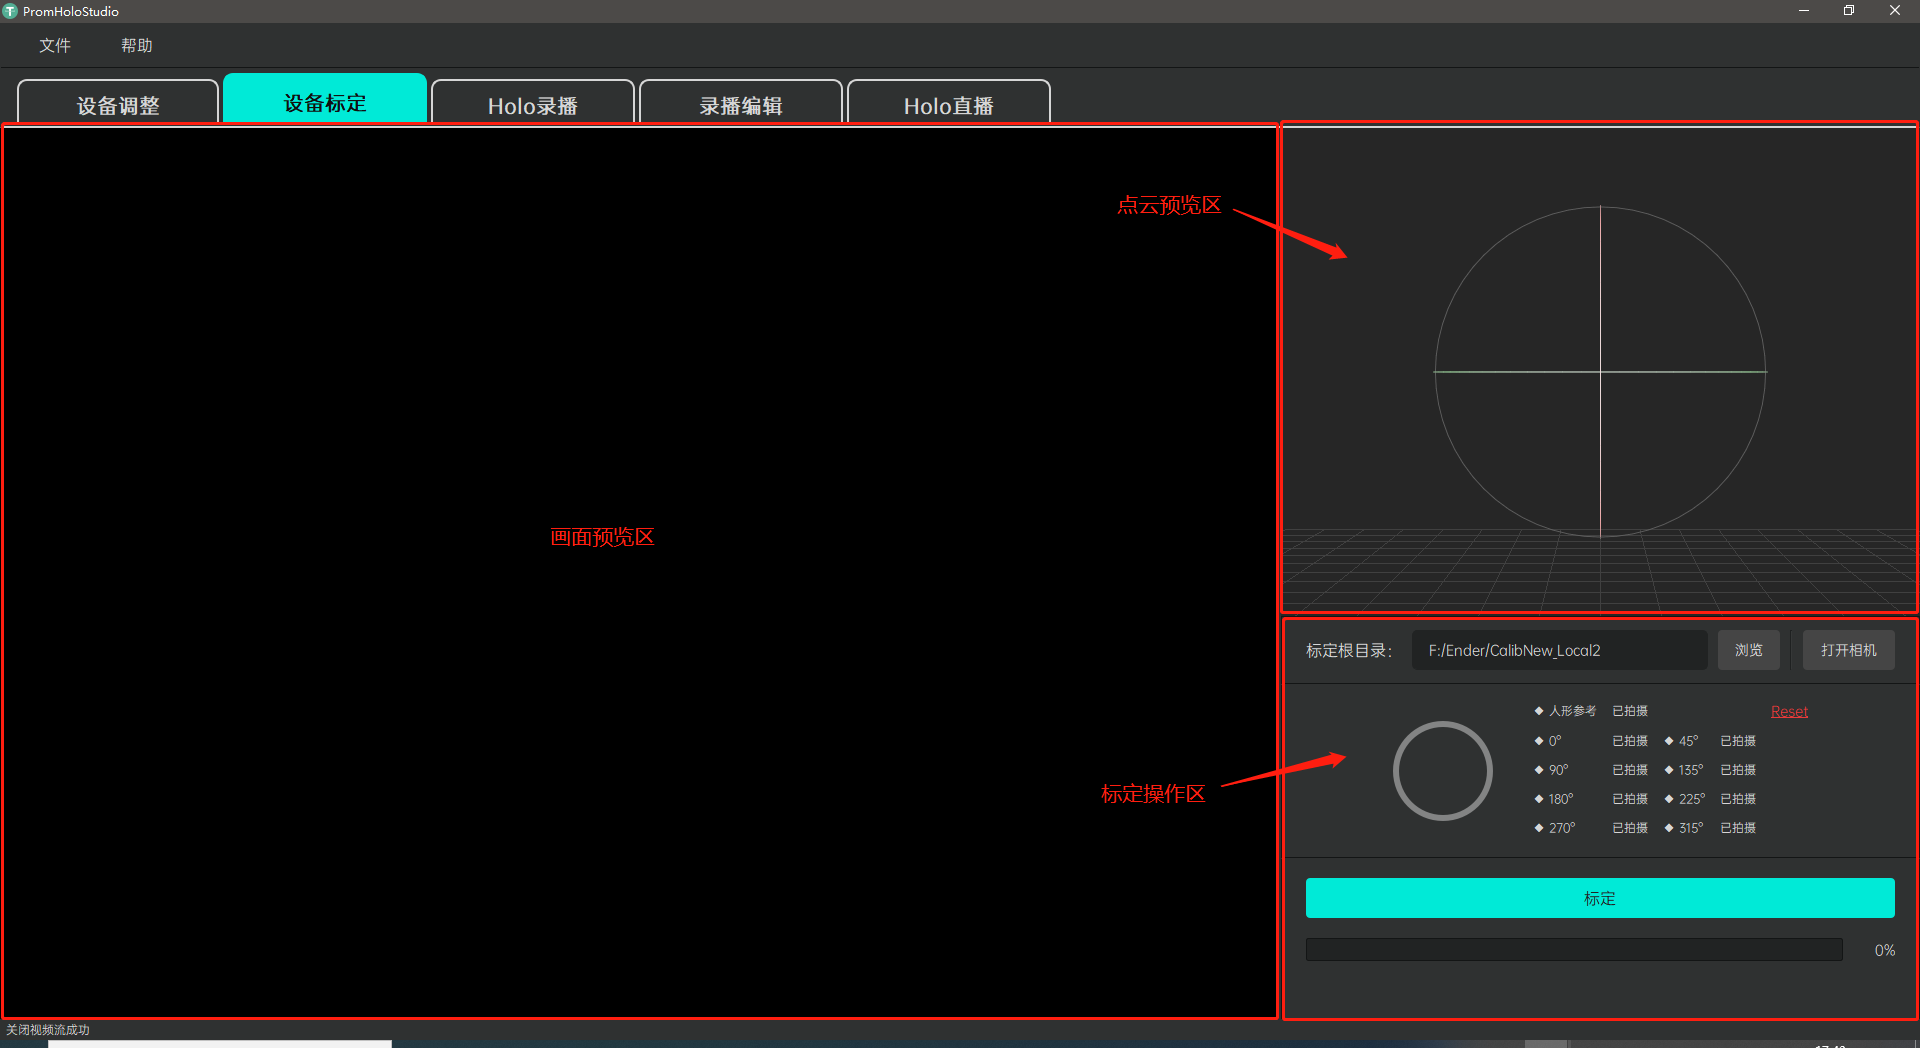 PromHoloStudio
文件 帮助
设备调整 设备标定 Holo录播 录播编辑 Holo直播
点云预览区
画面预览区
标定根目录： F:/Ender/CalibNew_Local2 浏览 打开相机
人形参考 已拍摄 Reset
0° 已拍摄 45° 已拍摄
90° 已拍摄 135° 已拍摄
标定操作区
180° 已拍摄 225° 已拍摄
270° 已拍摄 315° 已拍摄
标定
0%
关闭视频流成功